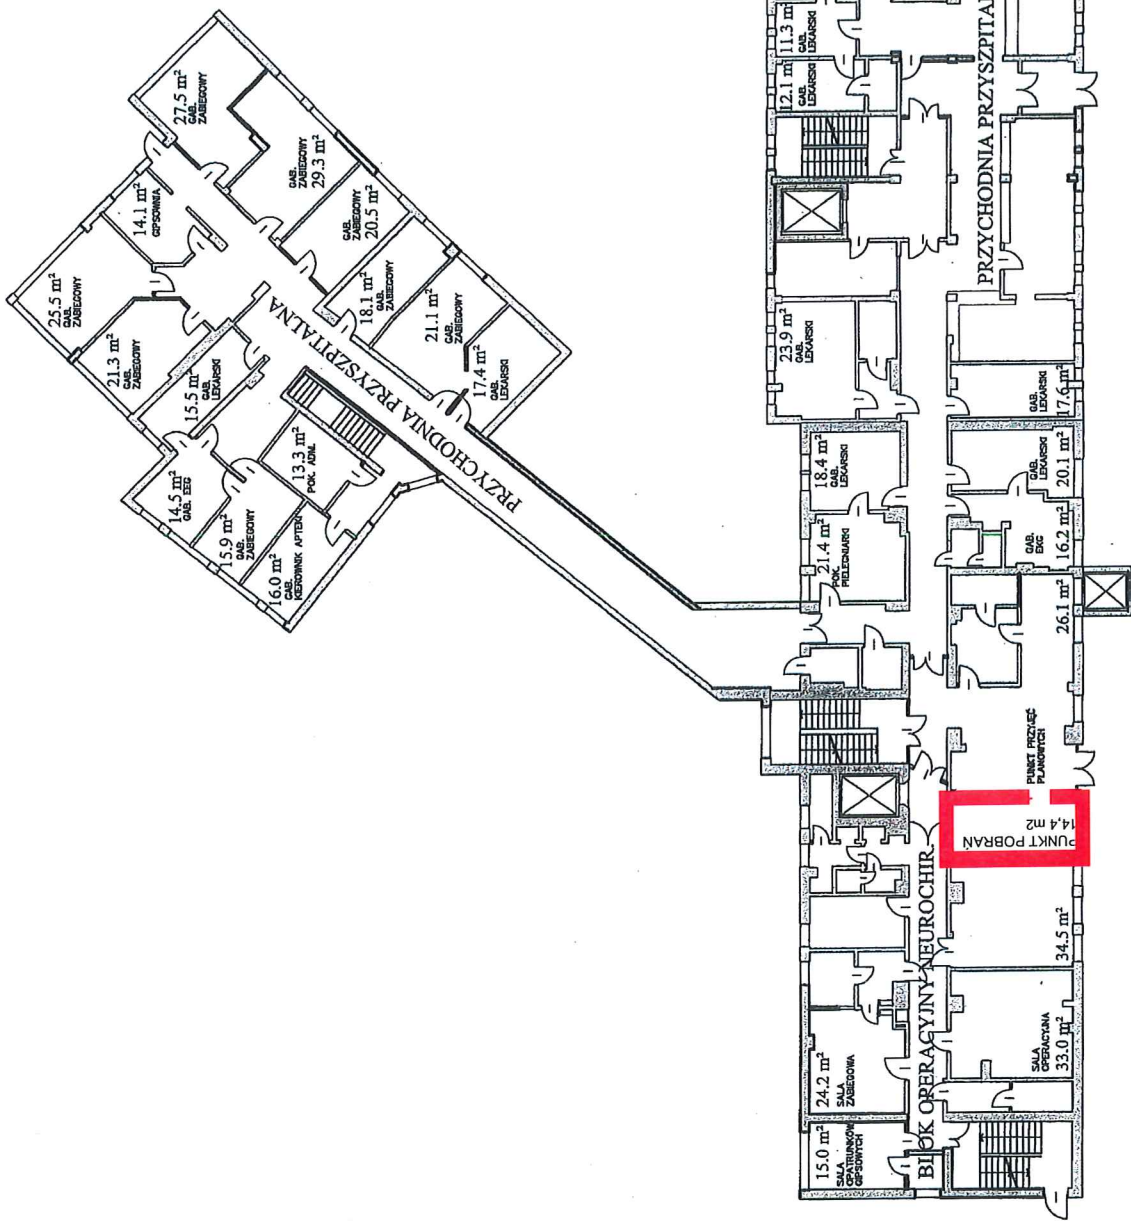 27.5 m²
GAB.
ZABIEGOWY
14.1 m²
GIPSOWNIA
GAB.
ZABIEGOWY
29.3 m²
25.5 m²
GAB.
ZABIEGOWY
GAB.
ZABIEGOWY
20.5 m²
21.3 m²
GAB.
ZABIEGOWY
18.1 m²
GAB.
ZABIEGOWY
15.5 m²
GAB.
LEKARSKI
21.1 m²
GAB.
ZABIEGOWY
17.4 m²
GAB.
LEKARSKI
PRZYCHODNIA PRZYSZPITALNA
13.3 m²
POK. ADM.
14.5 m²
GAB. EEG
15.9 m²
GAB.
ZABIEGOWY
16.0 m²
GAB.
KIEROWNIK APTEKI
11.3 m²
GAB.
LEKARSKI
12.1 m²
GAB.
LEKARSKI
PRZYCHODNIA PRZYSZPITAL
23.9 m²
GAB.
LEKARSKI
GAB.
LEKARSKI
17.6 m²
18.4 m²
GAB.
LEKARSKI
GAB.
LEKARSKI
20.1 m²
21.4 m²
POK.
PIELEGNIARKI
GAB.
EKG
16.2 m²
26.1 m²
PUNKT PRZYJĘĆ
PLANOWYCH
PUNKT POBRAŃ
14,4 m2
BLOK OPERACYJNY NEUROCHIR.
34.5 m²
24.2 m²
SALA
ZABIEGOWA
SALA
OPERACYJNA
33.0 m²
15.0 m²
SALA
OPATRUNKÓW
GIPSOWYCH